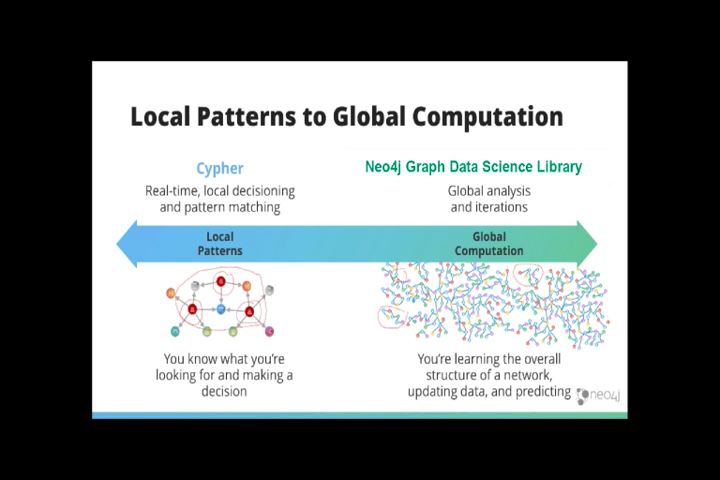 Local Patterns to Global Computation
Cypher
Real-time, local decisioning
and pattern matching
Neo4j Graph Data Science Library
Global analysis
and iterations
Local
Patterns
Global
Computation
You know what you're
looking for and making a
decision
You're learning the overall
structure of a network,
updating data, and predicting
neo4j